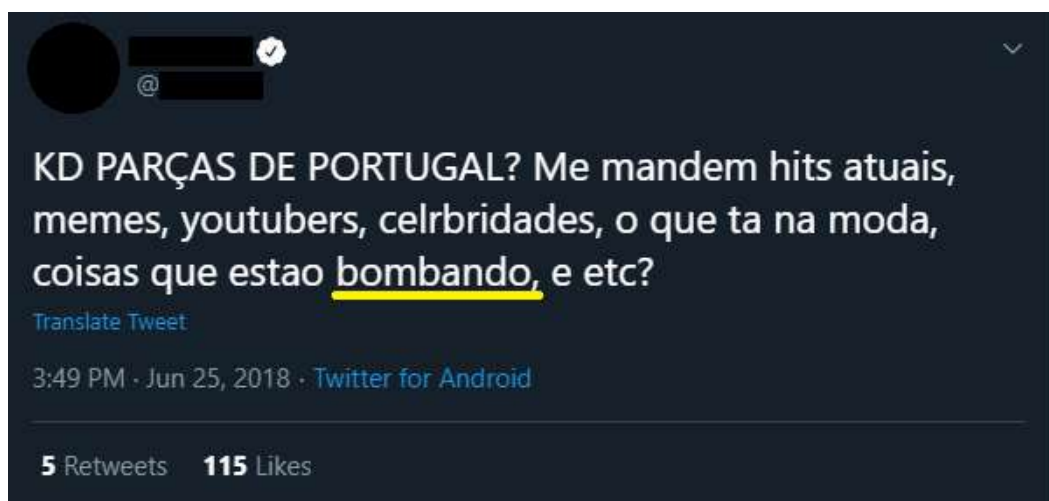 @
KD PARÇAS DE PORTUGAL? Me mandem hits atuais,
memes, youtubers, celrbridades, o que ta na moda,
coisas que estao bombando, e etc?
Translate Tweet
3:49 PM · Jun 25, 2018 · Twitter for Android
5 Retweets 115 Likes